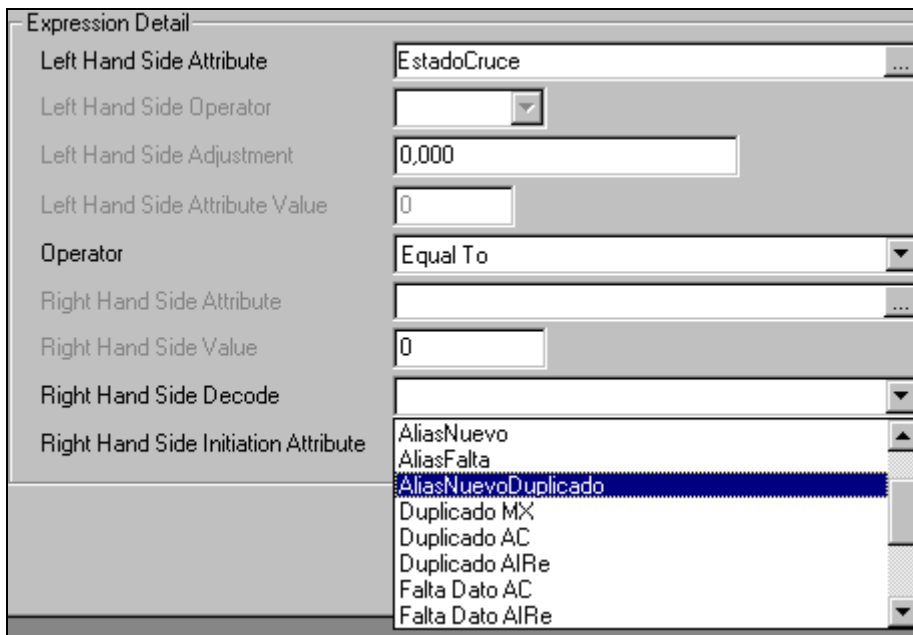 Expression Detail
Left Hand Side Attribute EstadoCruce ...
Left Hand Side Operator
Left Hand Side Adjustment 0,000
Left Hand Side Attribute Value 0
Operator Equal To
Right Hand Side Attribute ...
Right Hand Side Value 0
Right Hand Side Decode
Right Hand Side Initiation Attribute
AliasNuevo
AliasFalta
AliasNuevoDuplicado
Duplicado MX
Duplicado AC
Duplicado AIRe
Falta Dato AC
Falta Dato AIRe